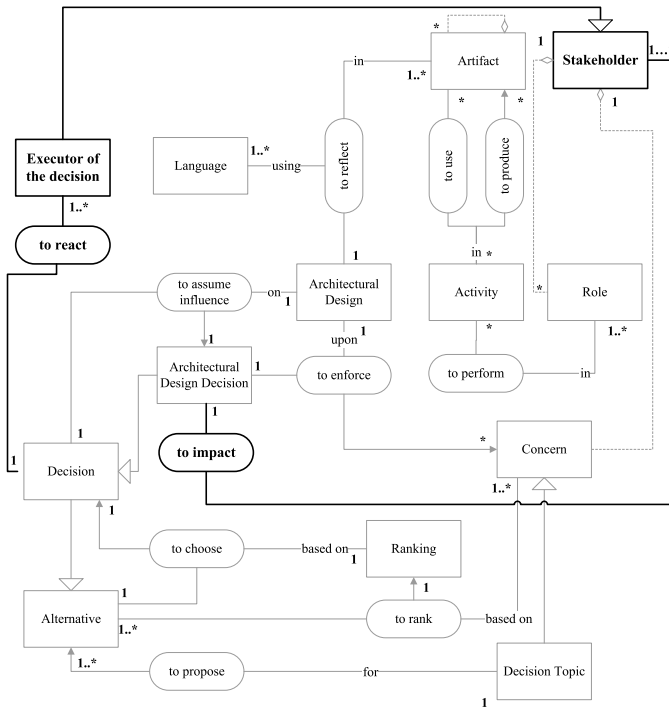 *
1
1
Stakeholder
1...
Artifact
in
1..*
*
*
1
Executor of
the decision
Language
1..*
using
to reflect
to use
to produce
1..*
to react
in
*
1
to assume
influence
on
1
Architectural
Design
Activity
Role
*
1
upon
*
1..*
1
Architectural
Design Decision
1
to enforce
to perform
in
1
to impact
1
*
Concern
1
Decision
1..*
1
to choose
based on
1
Ranking
1
1
Alternative
1..*
to rank
based on
1..*
to propose
for
Decision Topic
1